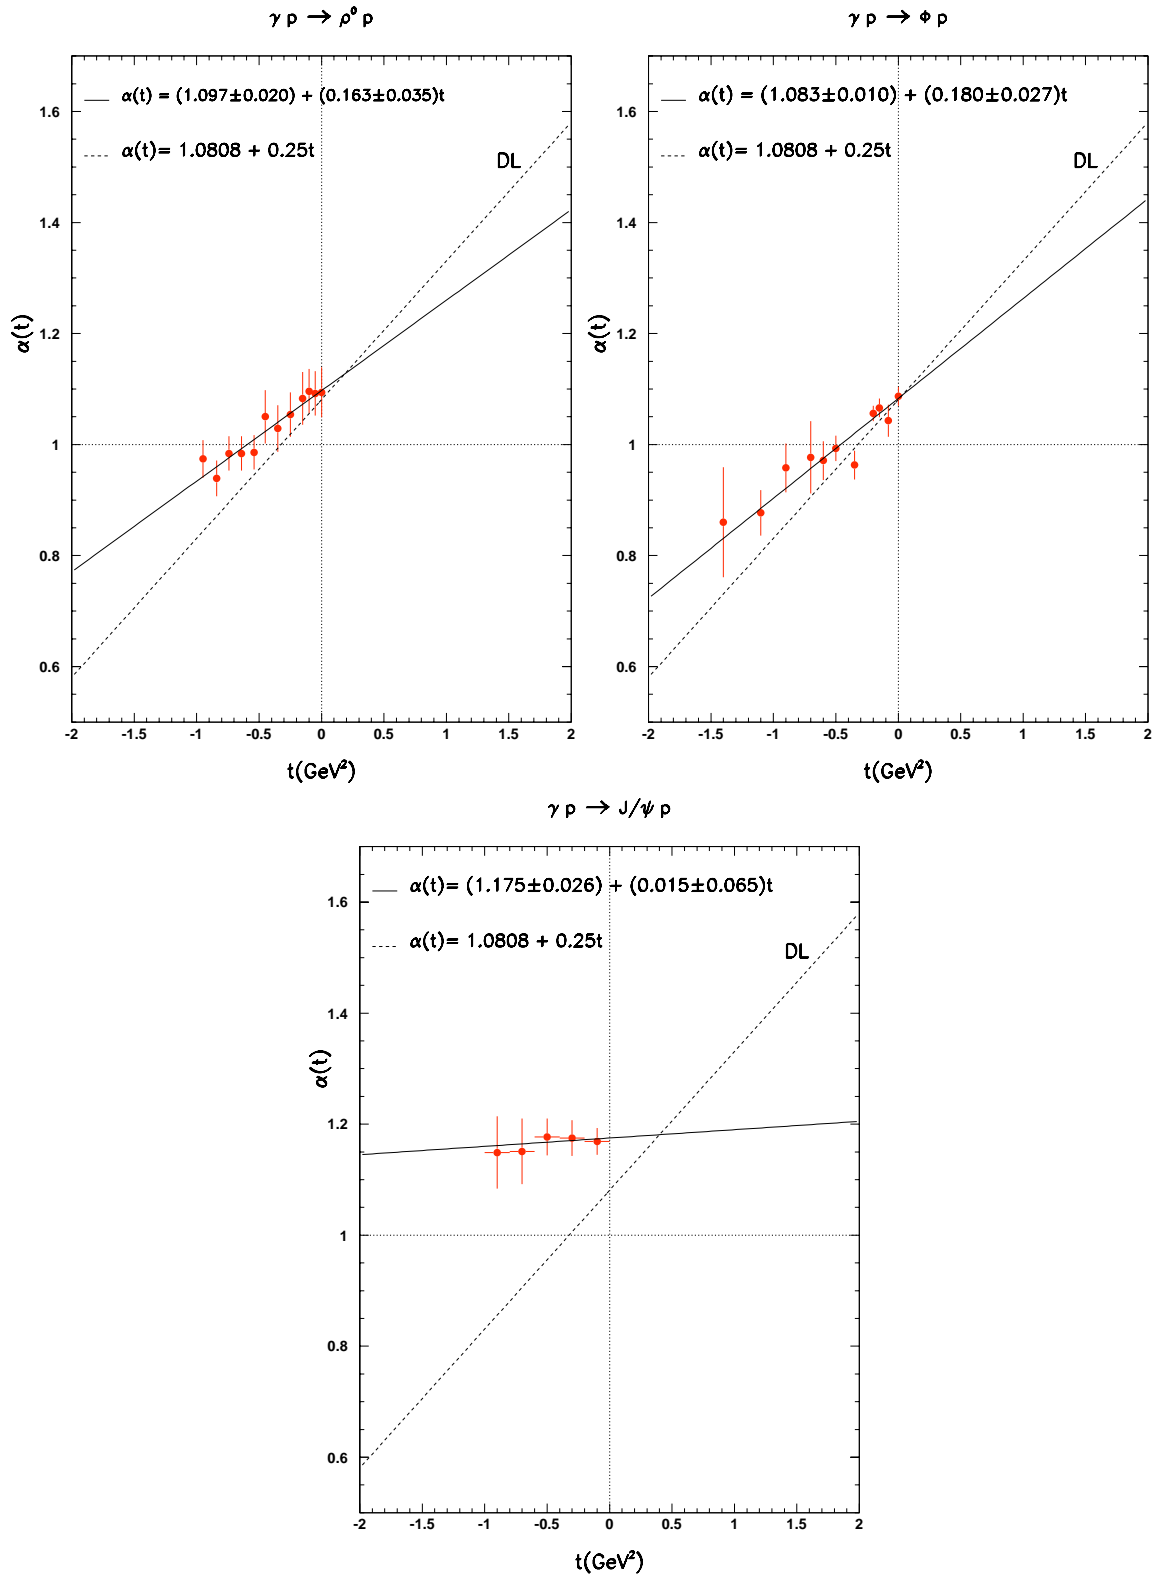 γ p → ρ⁰ p
α(t) = (1.097±0.020) + (0.163±0.035)t
α(t)= 1.0808 + 0.25t
DL
1.6
1.4
1.2
1
0.8
0.6
α(t)
-2 -1.5 -1 -0.5 0 0.5 1 1.5 2
t(GeV²)
γ p → Φ p
α(t) = (1.083±0.010) + (0.180±0.027)t
α(t)= 1.0808 + 0.25t
DL
1.6
1.4
1.2
1
0.8
0.6
α(t)
-2 -1.5 -1 -0.5 0 0.5 1 1.5 2
t(GeV²)
γ p → J/ψ p
α(t)= (1.175±0.026) + (0.015±0.065)t
α(t)= 1.0808 + 0.25t
DL
1.6
1.4
1.2
1
0.8
0.6
α(t)
-2 -1.5 -1 -0.5 0 0.5 1 1.5 2
t(GeV²)